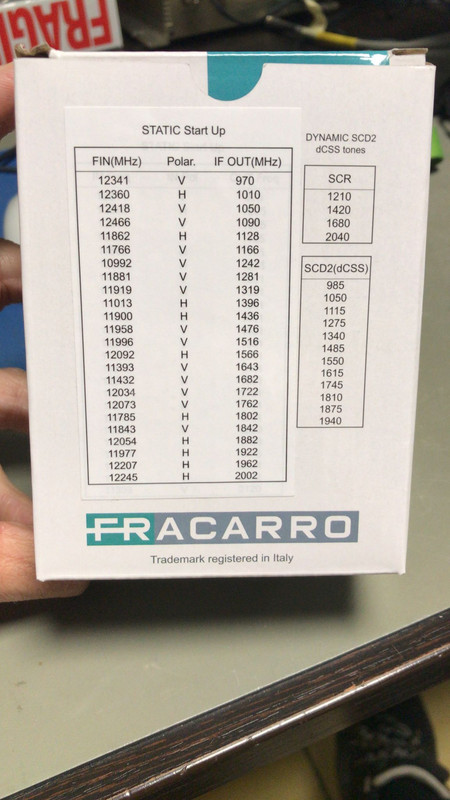 FRAGI
STATIC Start Up
FIN(MHz) Polar. IF OUT(MHz)
12341 V 970
12360 H 1010
12418 V 1050
12466 V 1090
11862 H 1128
11766 V 1166
10992 V 1242
11881 V 1281
11919 V 1319
11013 H 1396
11900 H 1436
11958 V 1476
11996 V 1516
12092 H 1566
11393 V 1643
11432 V 1682
12034 V 1722
12073 V 1762
11785 H 1802
11843 V 1842
12054 H 1882
11977 H 1922
12207 H 1962
12245 H 2002
DYNAMIC SCD2
dCSS tones
SCR
1210
1420
1680
2040
SCD2(dCSS)
985
1050
1115
1275
1340
1485
1550
1615
1745
1810
1875
1940
FRACARRO
Trademark registered in Italy